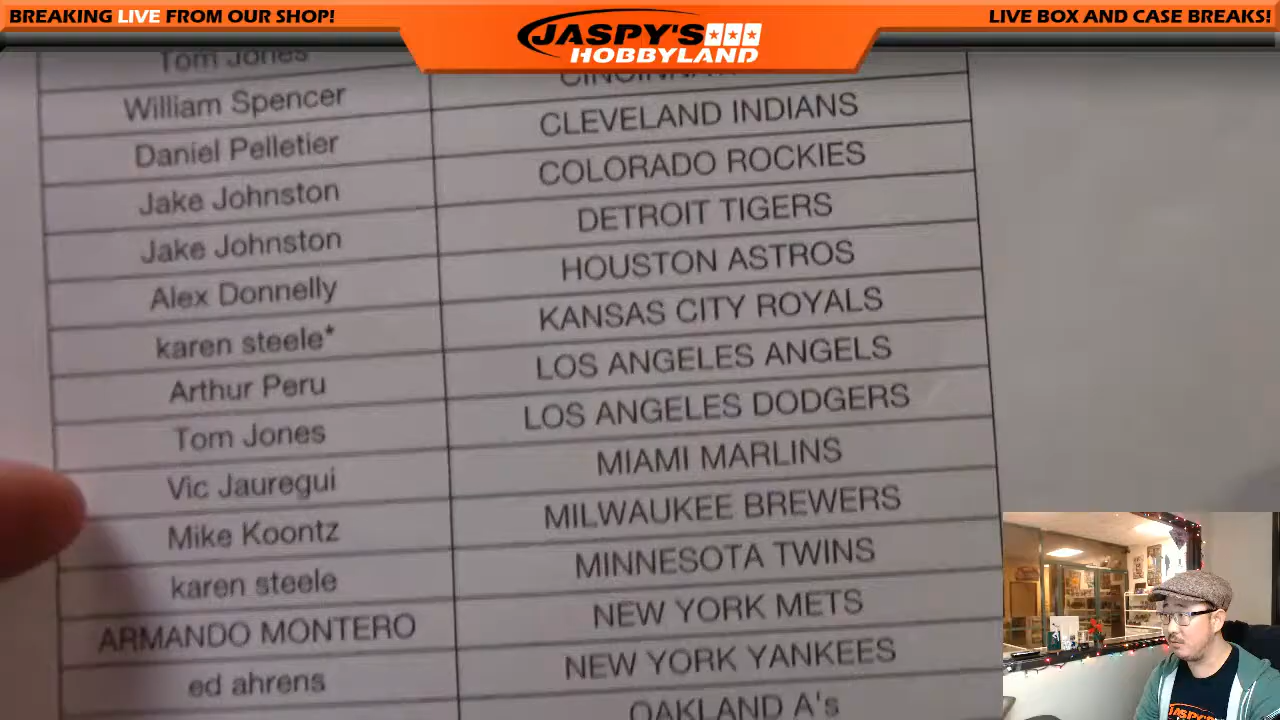 BREAKING LIVE FROM OUR SHOP!
JASPY'S
HOBBYLAND
LIVE BOX AND CASE BREAKS!
Tom Jones
William Spencer
Daniel Pelletier CLEVELAND INDIANS
Jake Johnston COLORADO ROCKIES
Jake Johnston DETROIT TIGERS
Alex Donnelly HOUSTON ASTROS
karen steele* KANSAS CITY ROYALS
Arthur Peru LOS ANGELES ANGELS
Tom Jones LOS ANGELES DODGERS
Vic Jauregui MIAMI MARLINS
Mike Koontz MILWAUKEE BREWERS
karen steele MINNESOTA TWINS
ARMANDO MONTERO NEW YORK METS
ed ahrens NEW YORK YANKEES
OAKLAND A's
JASPY'S